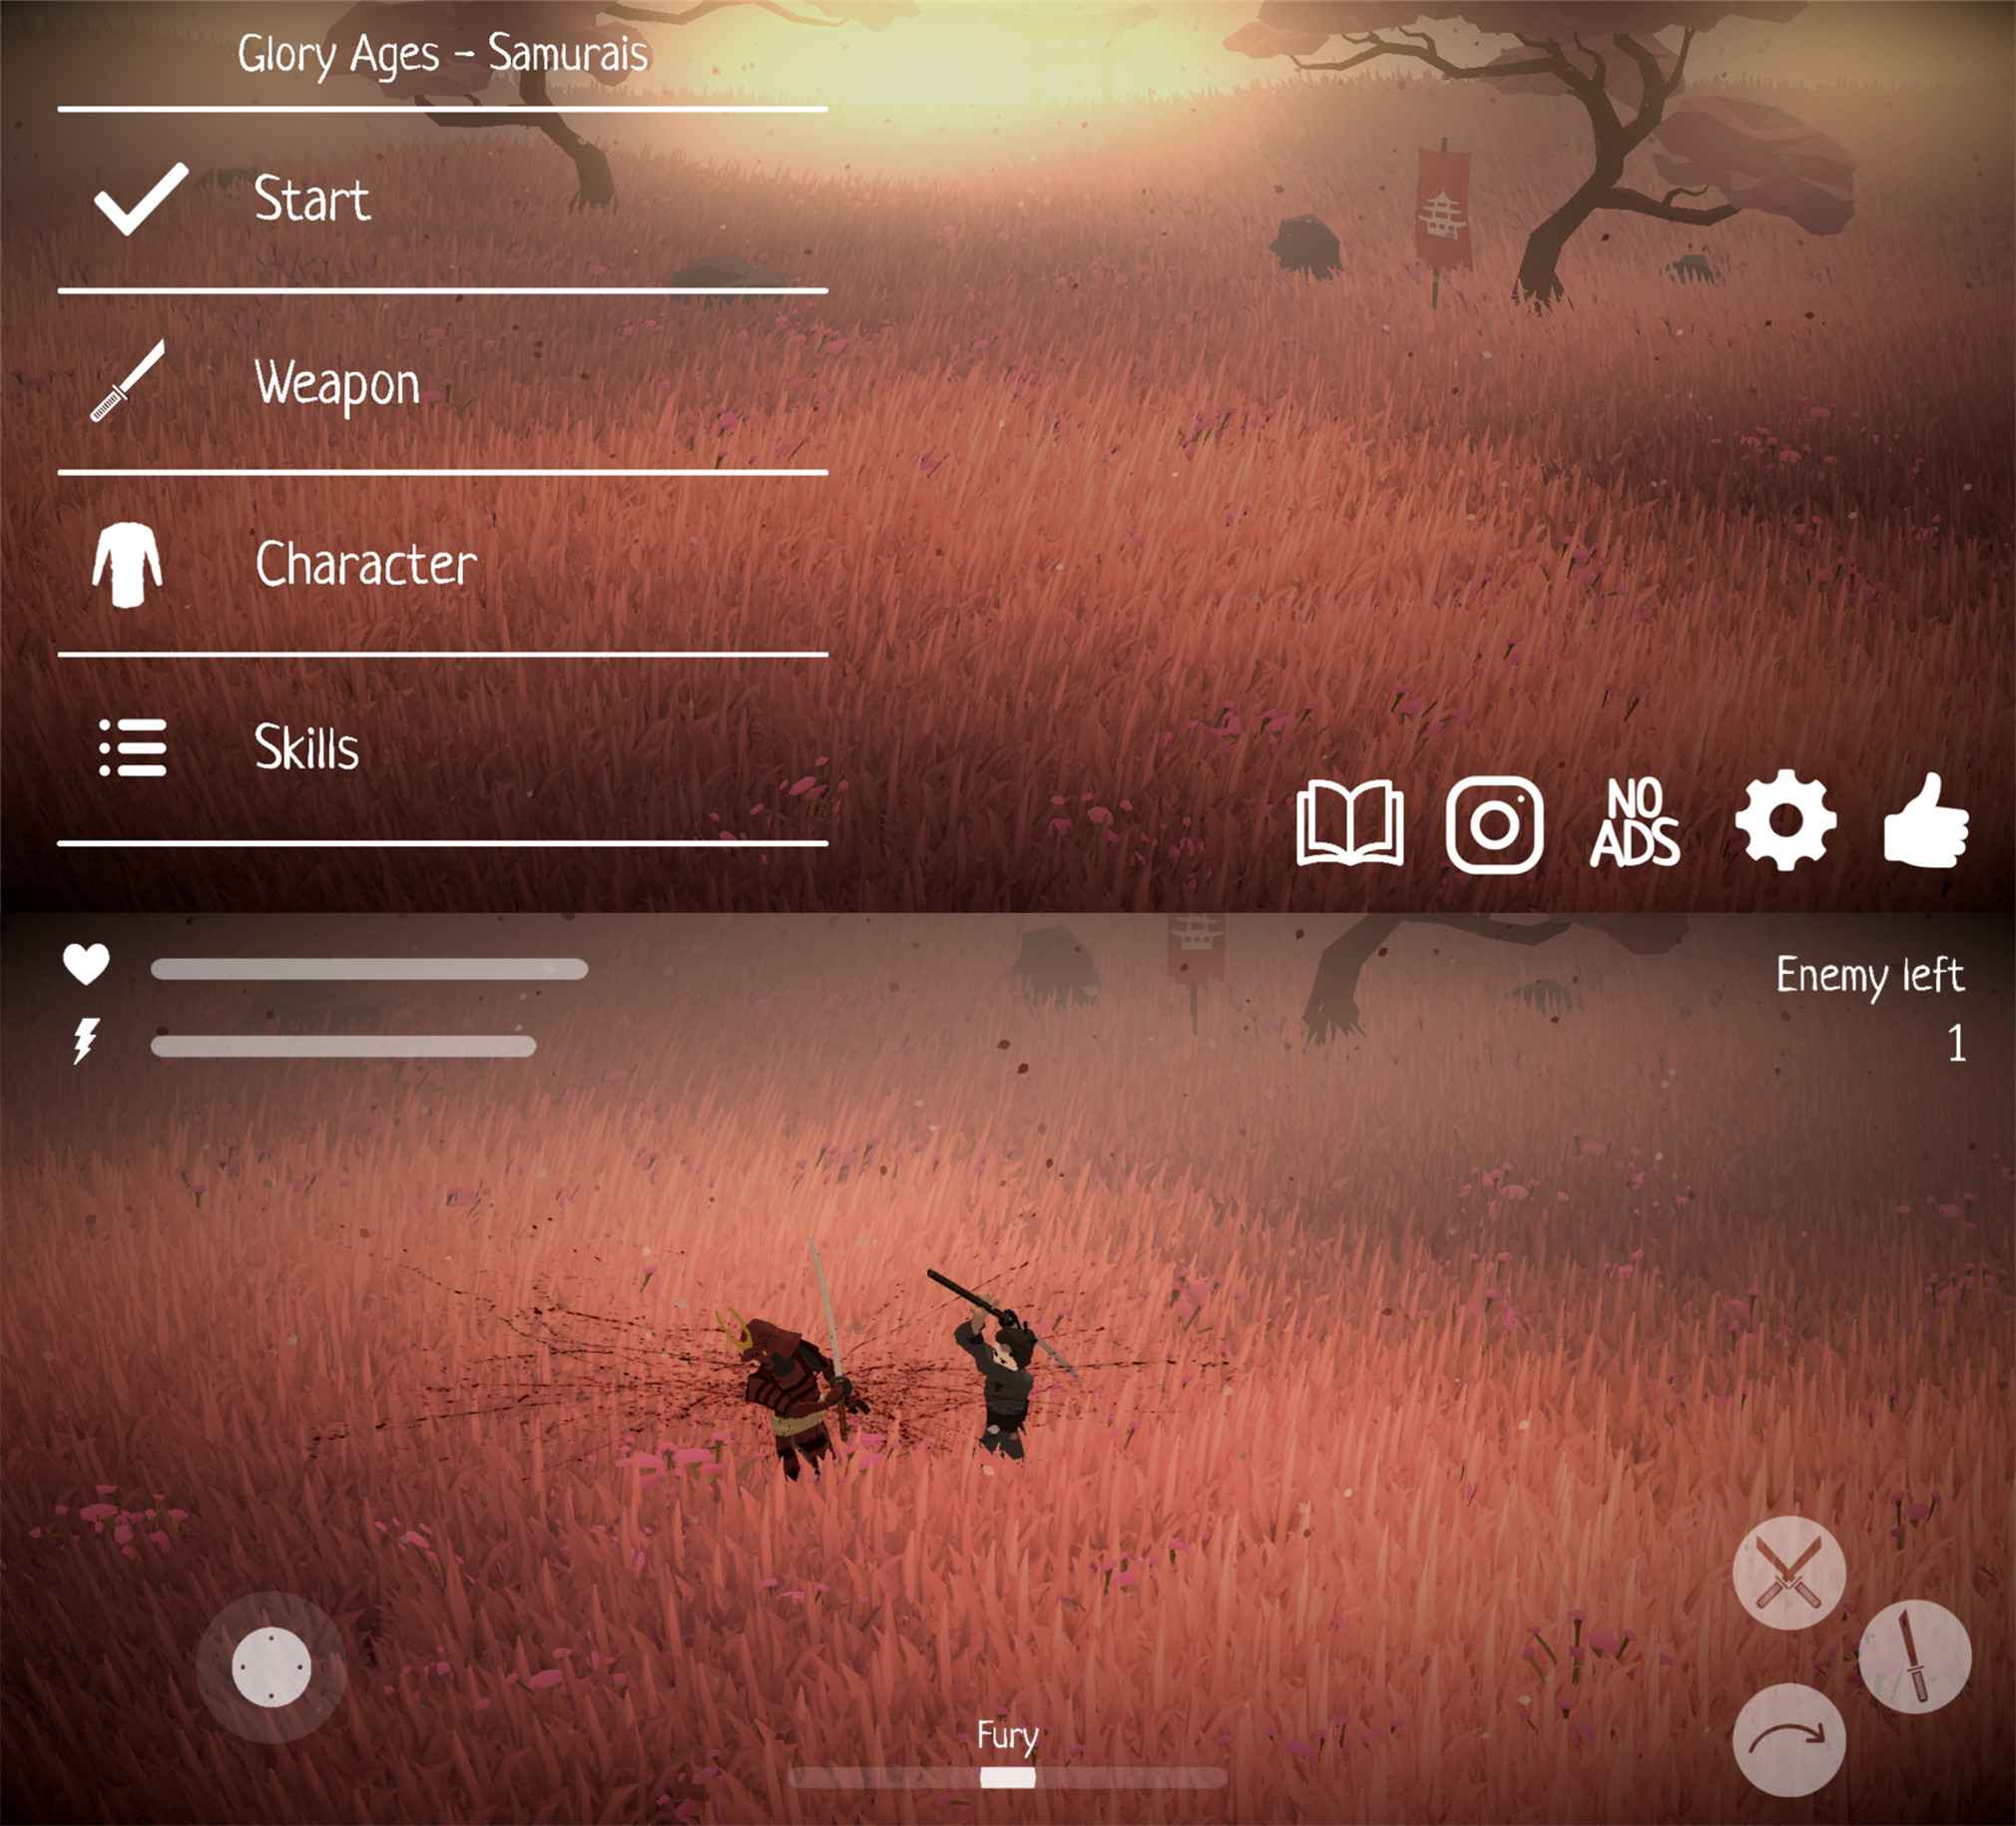 Glory Ages - Samurais
Start
Weapon
Character
Skills
NO
ADS
Enemy left
1
Fury